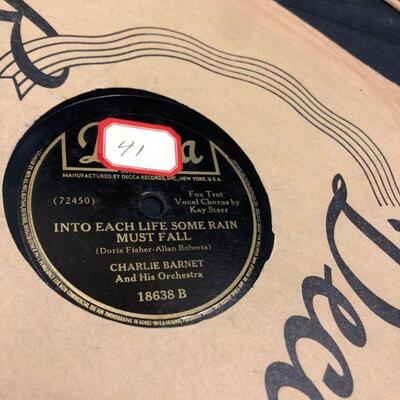 Decca
41
MANUFACTURED BY DECCA RECORDS, INC., NEW YORK, U.S.A.
(72450)
Fox Trot
Vocal Chorus by
Kay Starr
INTO EACH LIFE SOME RAIN
MUST FALL
(Doris Fisher-Allan Roberts)
CHARLIE BARNET
And His Orchestra
18638 B
Decca